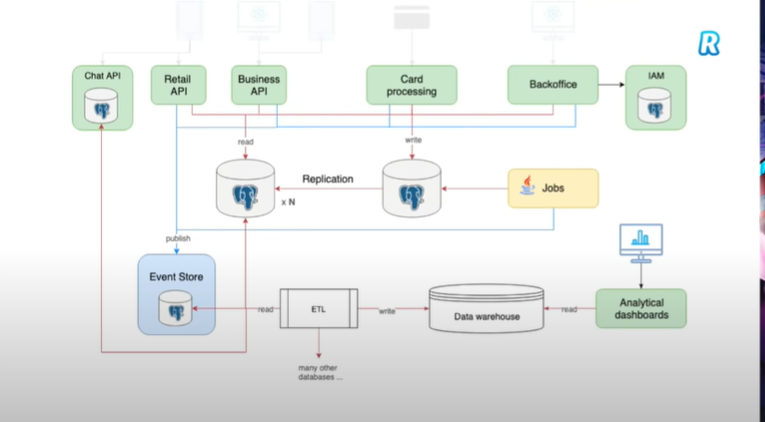 R
Chat API
Retail
API
Business
API
Card
processing
Backoffice
IAM
read
write
Replication
x N
Jobs
publish
Event Store
read
ETL
write
Data warehouse
read
Analytical
dashboards
many other
databases ...